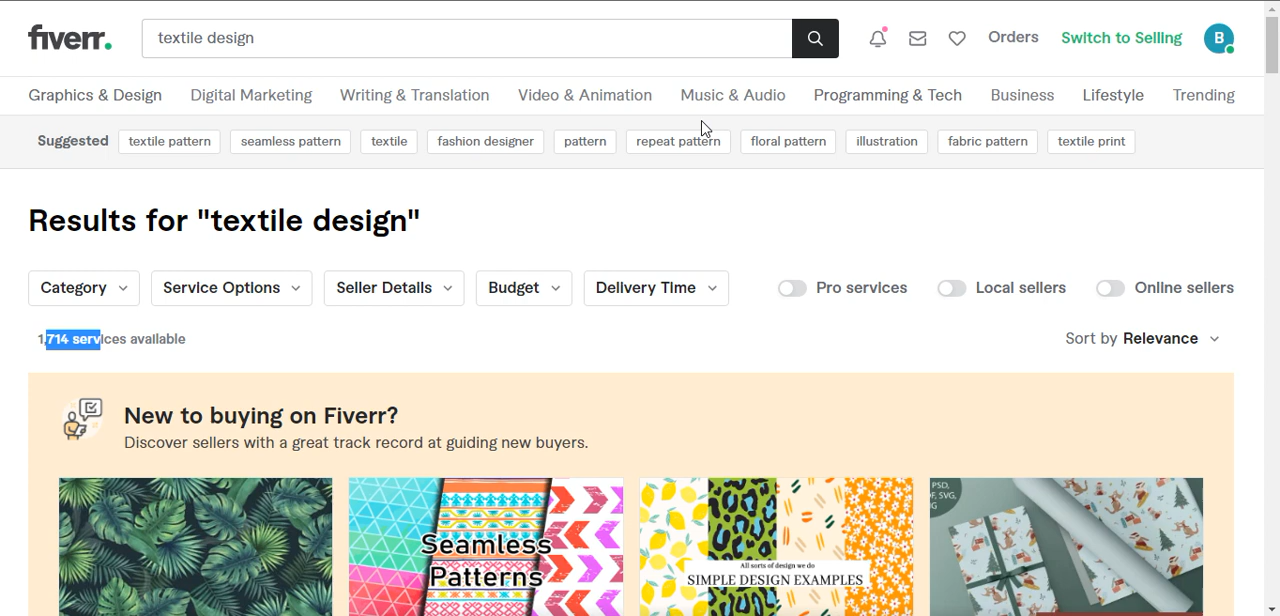 fiverr.
textile design
Orders
Switch to Selling
B
Graphics & Design
Digital Marketing
Writing & Translation
Video & Animation
Music & Audio
Programming & Tech
Business
Lifestyle
Trending
Suggested
textile pattern
seamless pattern
textile
fashion designer
pattern
repeat pattern
floral pattern
illustration
fabric pattern
textile print
Results for "textile design"
Category
Service Options
Seller Details
Budget
Delivery Time
Pro services
Local sellers
Online sellers
1,714 services available
Sort by Relevance
New to buying on Fiverr?
Discover sellers with a great track record at guiding new buyers.
Seamless
Patterns
All sorts of design we do
SIMPLE DESIGN EXAMPLES
PSD,
F, SVG,
G